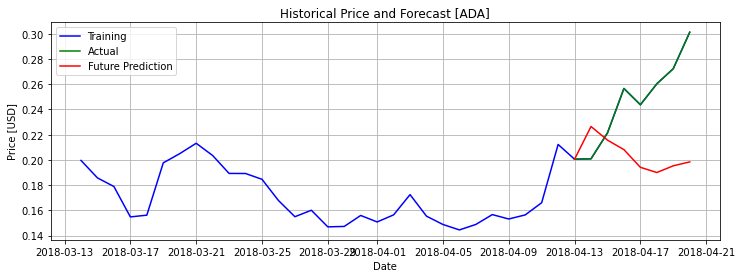 Historical Price and Forecast [ADA]
Training
Actual
Future Prediction
Price [USD]
0.30
0.28
0.26
0.24
0.22
0.20
0.18
0.16
0.14
2018-03-13 2018-03-17 2018-03-21 2018-03-25 2018-03-29 2018-04-01 2018-04-05 2018-04-09 2018-04-13 2018-04-17 2018-04-21
Date